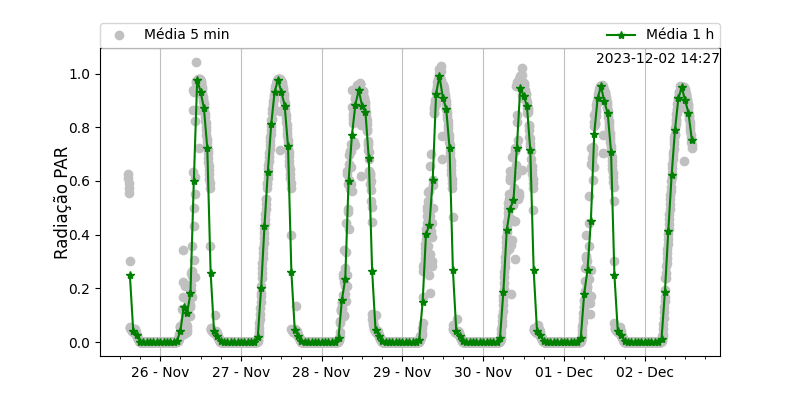 Média 5 min
Média 1 h
2023-12-02 14:27
Radiação PAR
1.0
0.8
0.6
0.4
0.2
0.0
26 - Nov
27 - Nov
28 - Nov
29 - Nov
30 - Nov
01 - Dec
02 - Dec